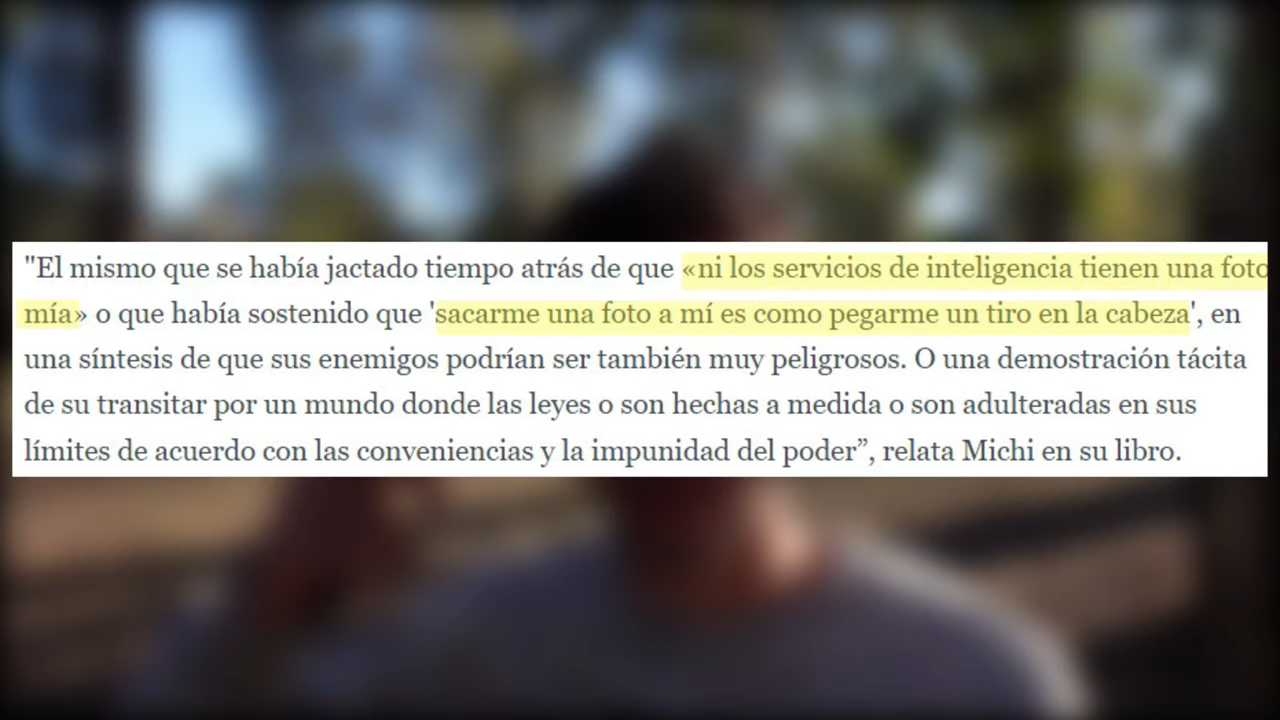 "El mismo que se había jactado tiempo atrás de que «ni los servicios de inteligencia tienen una foto
mía» o que había sostenido que 'sacarme una foto a mí es como pegarme un tiro en la cabeza', en
una síntesis de que sus enemigos podrían ser también muy peligrosos. O una demostración tácita
de su transitar por un mundo donde las leyes o son hechas a medida o son adulteradas en sus
límites de acuerdo con las conveniencias y la impunidad del poder”, relata Michi en su libro.